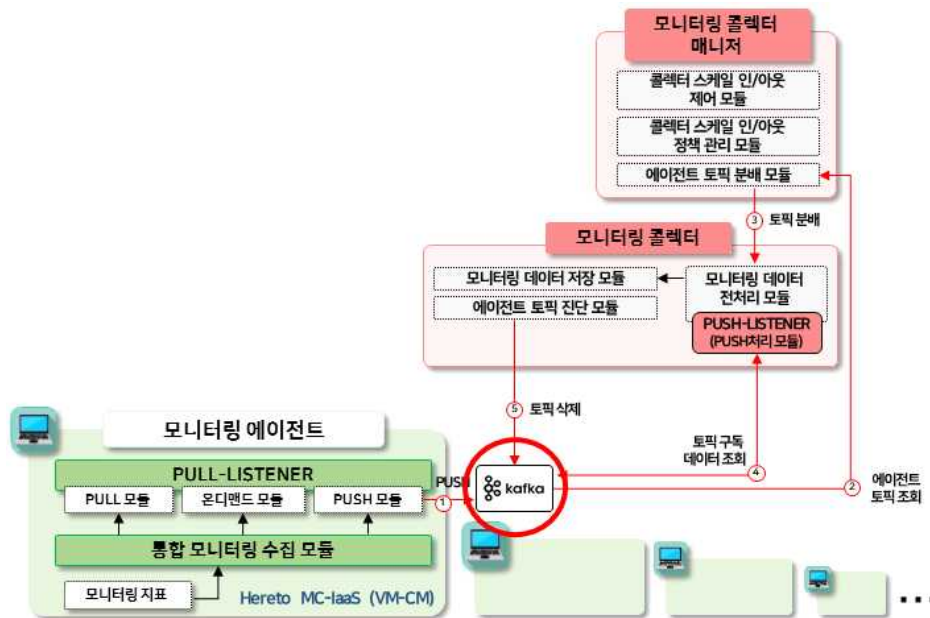 모니터링 콜렉터
매니저
콜렉터 스케일 인/아웃
제어 모듈
콜렉터 스케일 인/아웃
정책 관리 모듈
에이전트 토픽 분배 모듈
3 토픽 분배
모니터링 콜렉터
모니터링 데이터 저장 모듈
에이전트 토픽 진단 모듈
모니터링 데이터
전처리 모듈
PUSH-LISTENER
(PUSH처리 모듈)
5 토픽 삭제
토픽 구독
데이터 조회
4
에이전트
토픽 조회
2
모니터링 에이전트
PULL-LISTENER
PULL 모듈
온디맨드 모듈
PUSH 모듈
PUSH
1
kafka
통합 모니터링 수집 모듈
모니터링 지표
Hereto MC-IaaS (VM-CM)
...